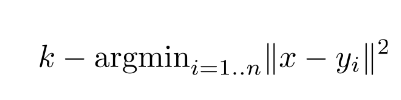 k − argmin_{i=1..n} ‖x − y_i‖^2